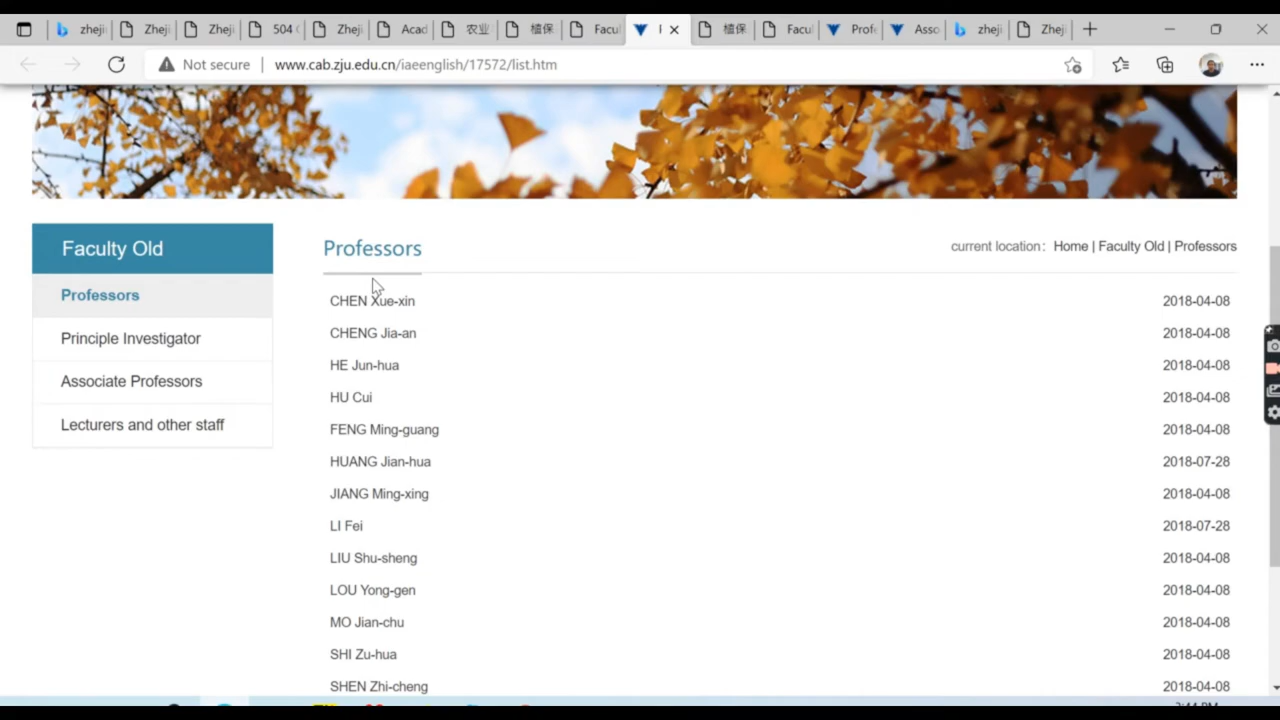 zheji
Zheji
Zheji
504 G
Zheji
Acad
农业
植保
Facul
植保
Facul
Profe
Asso
zheji
Zheji
Not secure
www.cab.zju.edu.cn/iaeenglish/17572/list.htm
Faculty Old
Professors
Principle Investigator
Associate Professors
Lecturers and other staff
Professors
current location： Home | Faculty Old | Professors
CHEN Xue-xin 2018-04-08
CHENG Jia-an 2018-04-08
HE Jun-hua 2018-04-08
HU Cui 2018-04-08
FENG Ming-guang 2018-04-08
HUANG Jian-hua 2018-07-28
JIANG Ming-xing 2018-04-08
LI Fei 2018-07-28
LIU Shu-sheng 2018-04-08
LOU Yong-gen 2018-04-08
MO Jian-chu 2018-04-08
SHI Zu-hua 2018-04-08
SHEN Zhi-cheng 2018-04-08